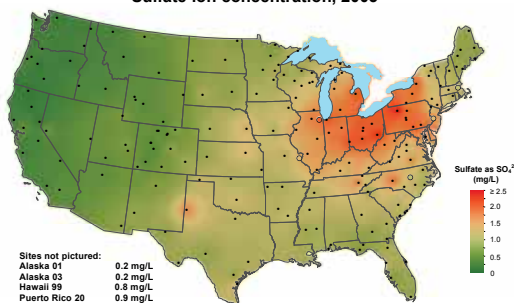 Sulfate ion concentration, 2009
Sulfate as SO₄²⁻
(mg/L)
≥ 2.5
2.0
1.5
1.0
0.5
0
Sites not pictured:
Alaska 01 0.2 mg/L
Alaska 03 0.2 mg/L
Hawaii 99 0.8 mg/L
Puerto Rico 20 0.9 mg/L